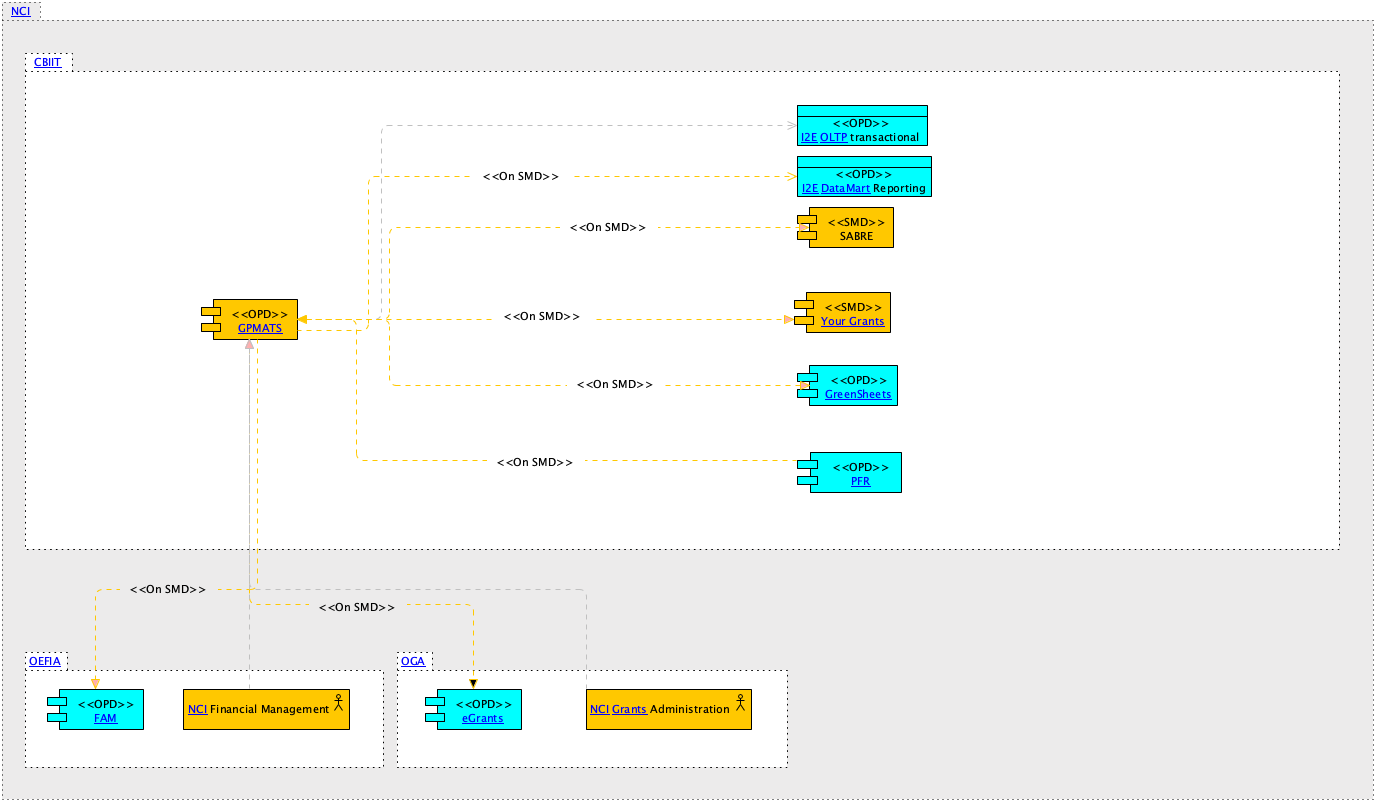 NCI
CBIIT
<<OPD>>
I2E OLTP transactional
<<On SMD>>
<<OPD>>
I2E DataMart Reporting
<<On SMD>>
<<SMD>>
SABRE
<<OPD>>
GPMATS
<<On SMD>>
<<SMD>>
Your Grants
<<On SMD>>
<<OPD>>
GreenSheets
<<On SMD>>
<<OPD>>
PFR
<<On SMD>>
<<On SMD>>
OEFIA
<<OPD>>
FAM
NCI Financial Management
OGA
<<OPD>>
eGrants
NCI Grants Administration